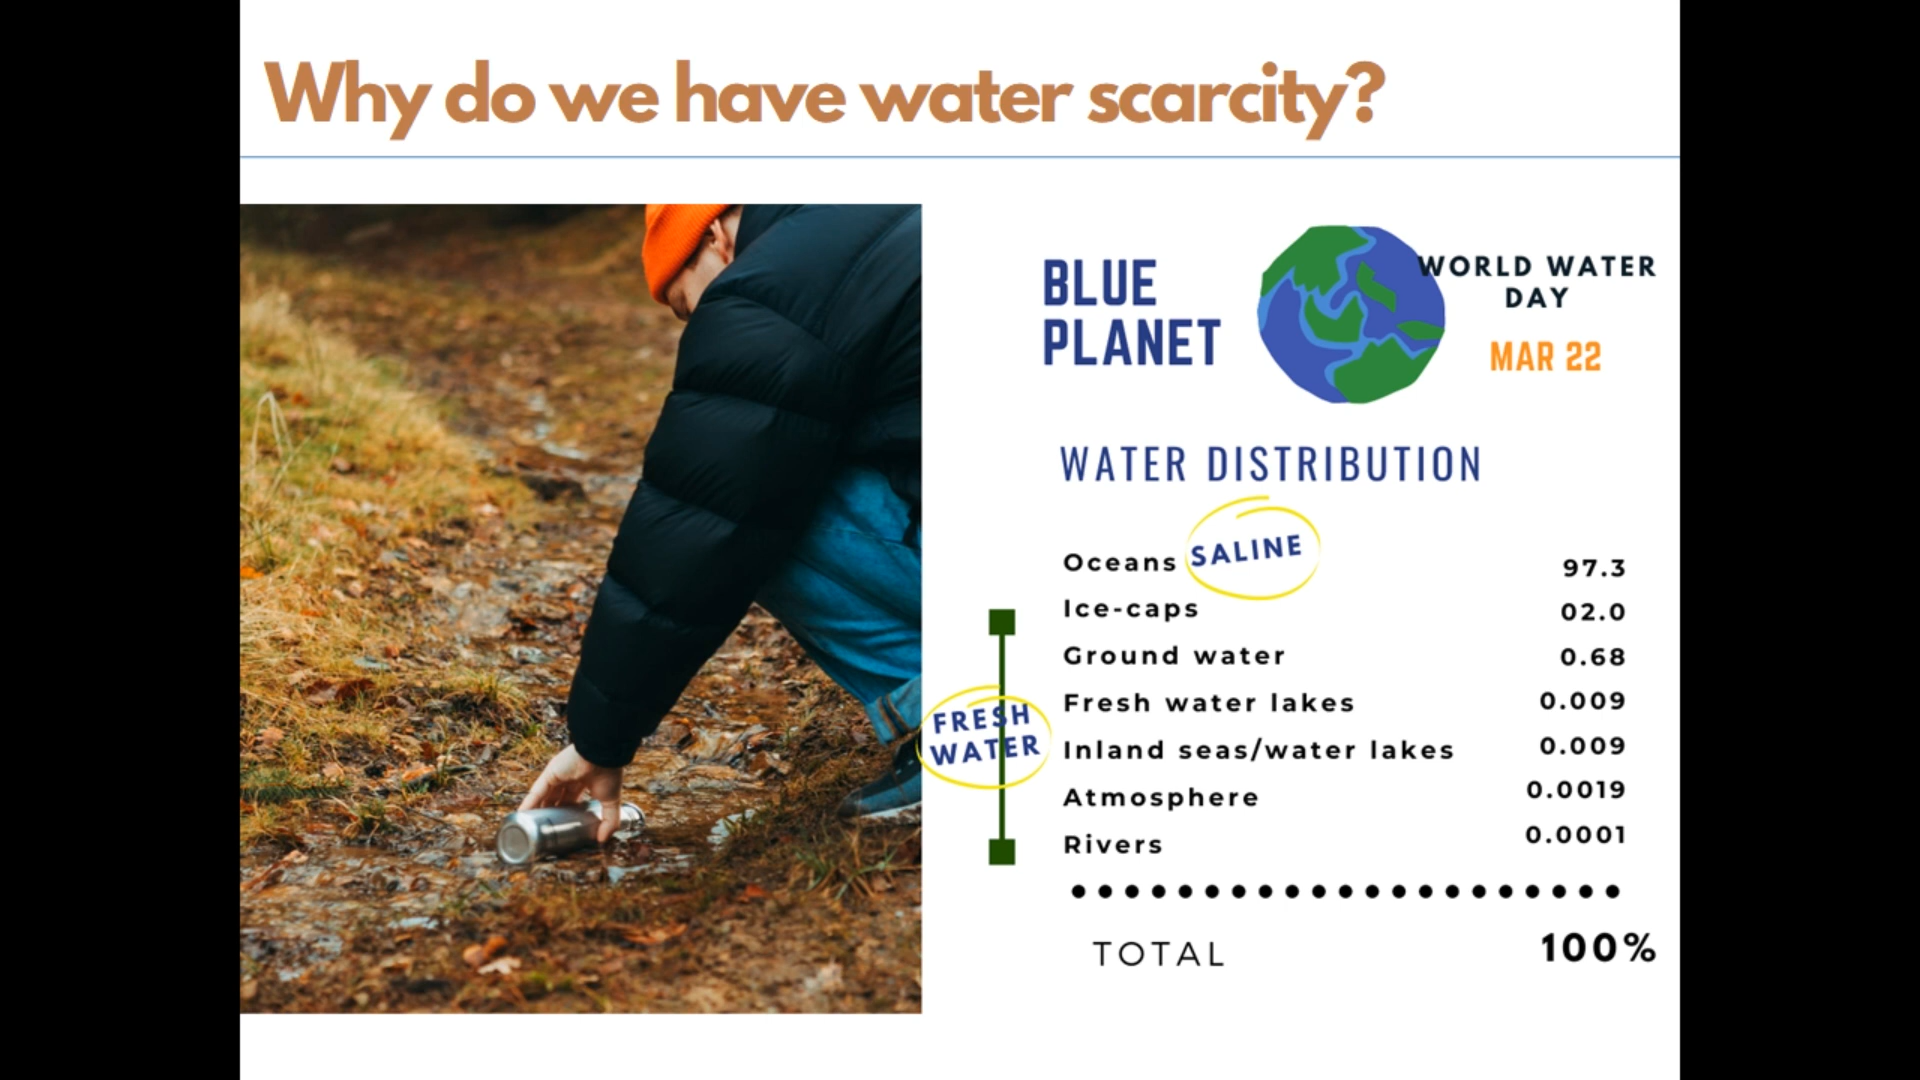 Why do we have water scarcity?
BLUE
PLANET
WORLD WATER
DAY
MAR 22
WATER DISTRIBUTION
Oceans SALINE 97.3
Ice-caps 02.0
Ground water 0.68
Fresh water lakes 0.009
FRESH
WATER
Inland seas/water lakes 0.009
Atmosphere 0.0019
Rivers 0.0001
TOTAL 100%